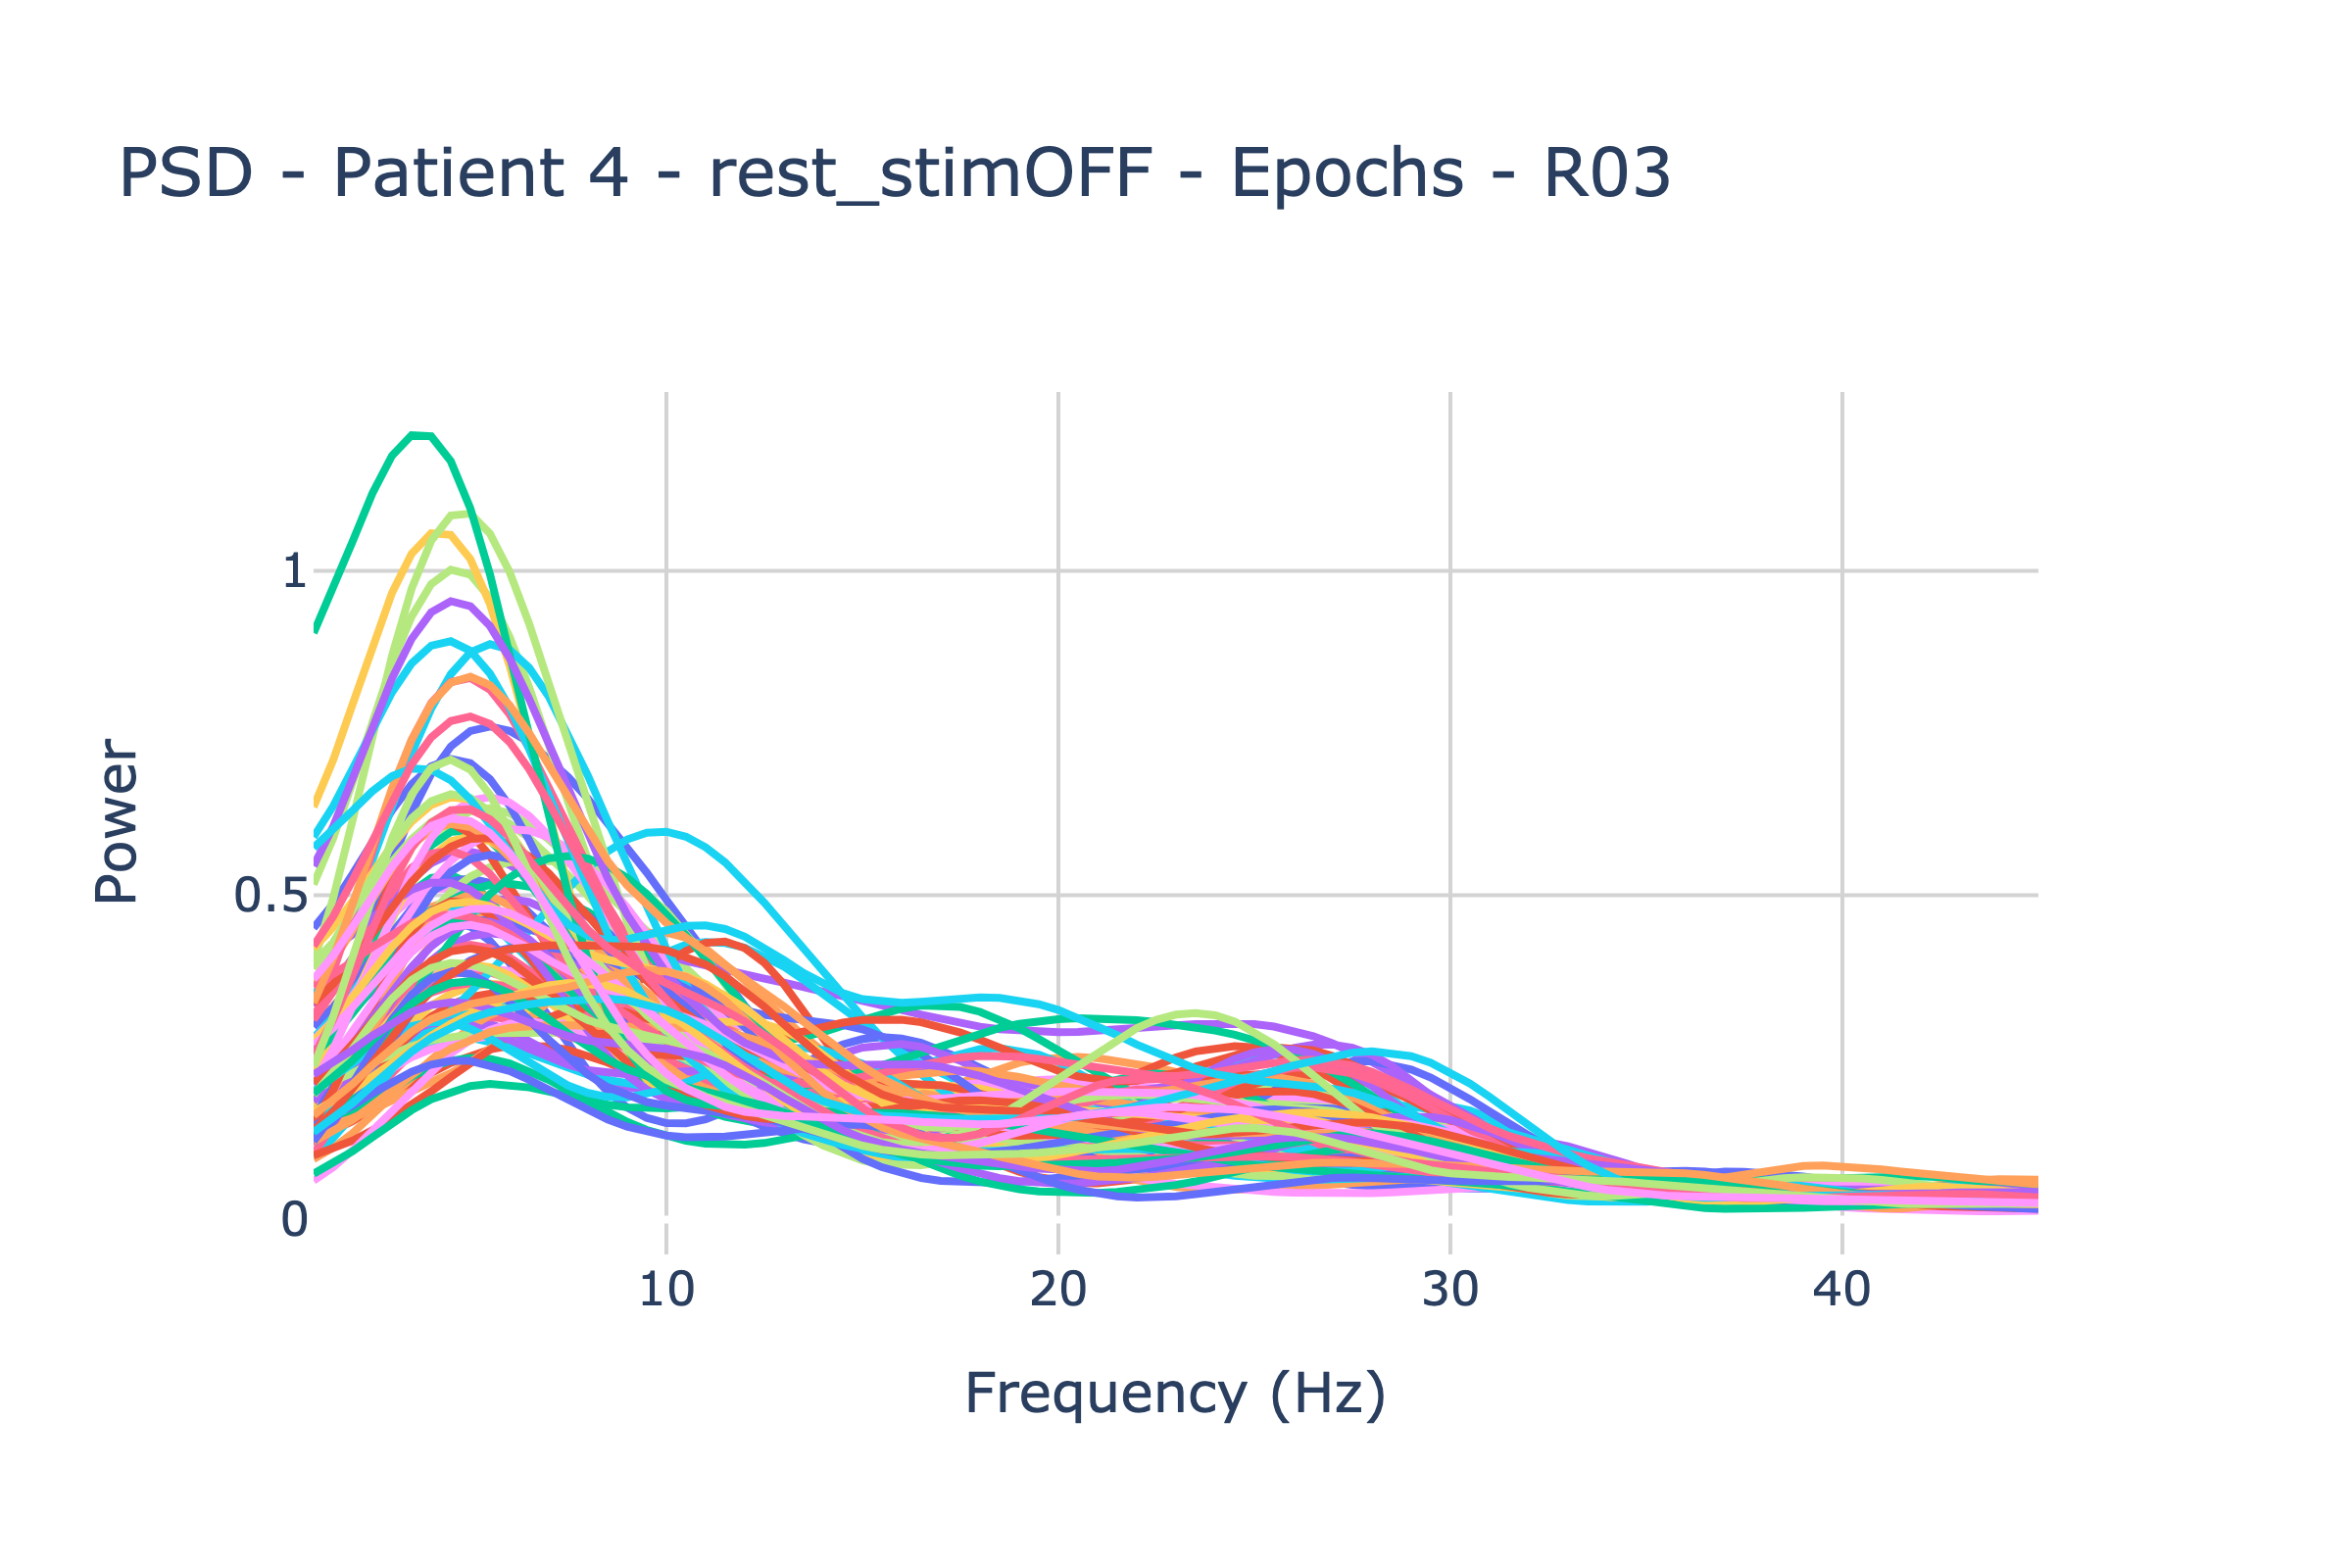 PSD - Patient 4 - rest_stimOFF - Epochs - R03
1
0.5
0
Power
10 20 30 40
Frequency (Hz)